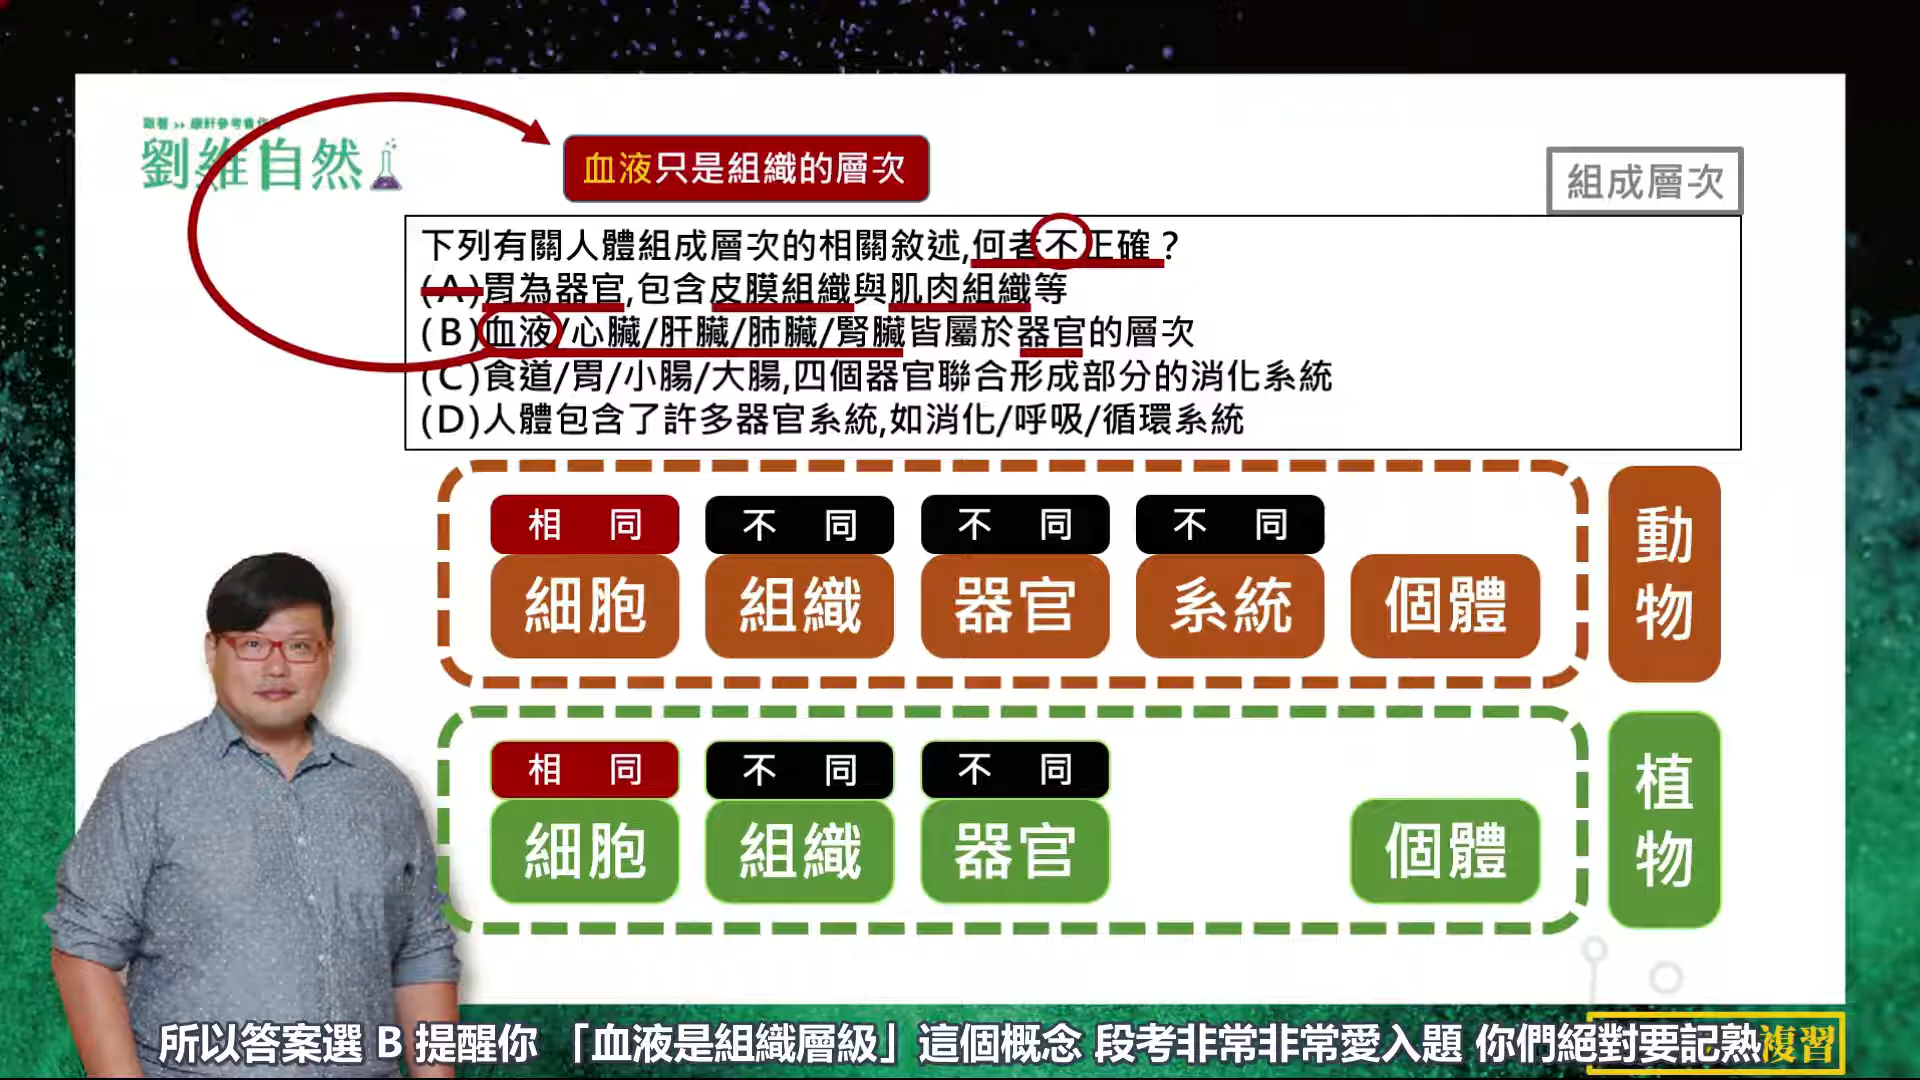 跟著 ▸▸ 康軒參考書作者
劉維自然
血液只是組織的層次
組成層次
下列有關人體組成層次的相關敘述,何者不正確?
(A)胃為器官,包含皮膜組織與肌肉組織等
(B)血液/心臟/肝臟/肺臟/腎臟皆屬於器官的層次
(C)食道/胃/小腸/大腸,四個器官聯合形成部分的消化系統
(D)人體包含了許多器官系統,如消化/呼吸/循環系統
相 同 不 同 不 同 不 同
細胞 組織 器官 系統 個體
動物
相 同 不 同 不 同
細胞 組織 器官 個體
植物
所以答案選 B 提醒你 「血液是組織層級」這個概念 段考非常非常愛入題 你們絕對要記熟
複習